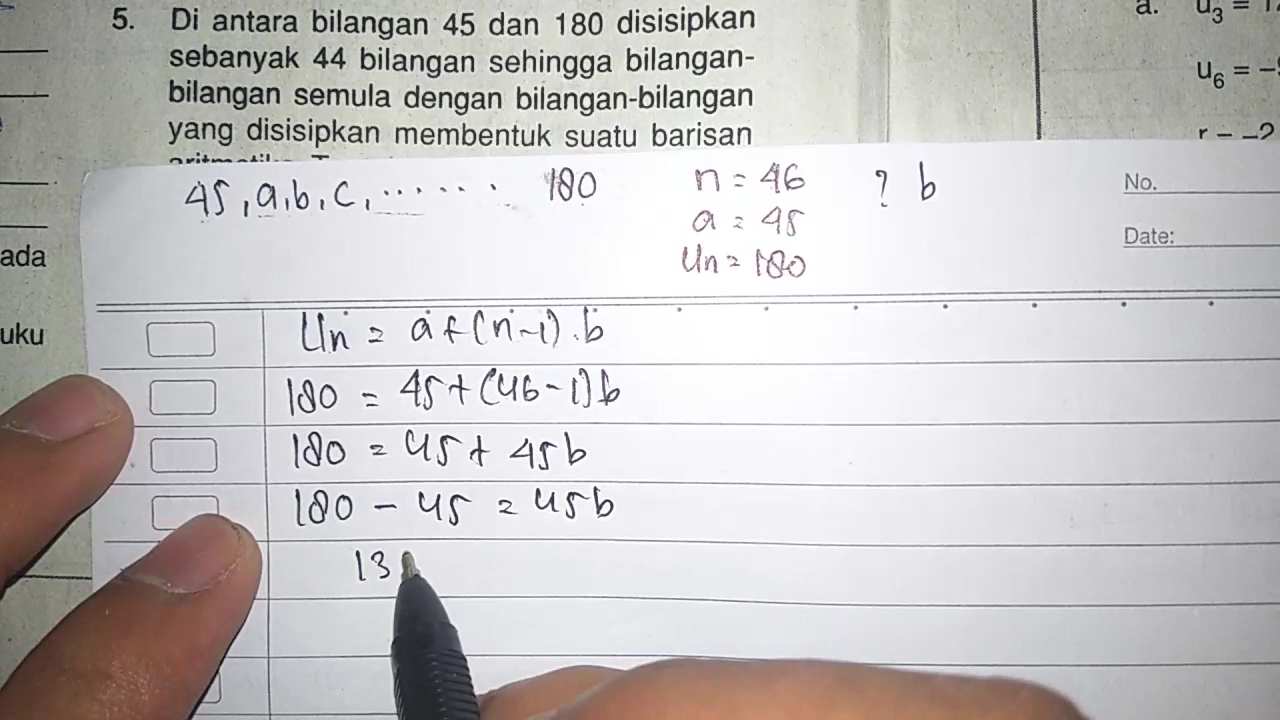 5. Di antara bilangan 45 dan 180 disisipkan
sebanyak 44 bilangan sehingga bilangan-
bilangan semula dengan bilangan-bilangan
yang disisipkan membentuk suatu barisan
a. u3 = 1
u6 = -
r = -2
ada
uku
45, a, b, c, ............ 180
n = 46
a = 45
Un = 180
? b
No.
Date:
Un = a + (n-1) . b
180 = 45 + (46-1)b
180 = 45 + 45b
180 - 45 = 45b
13